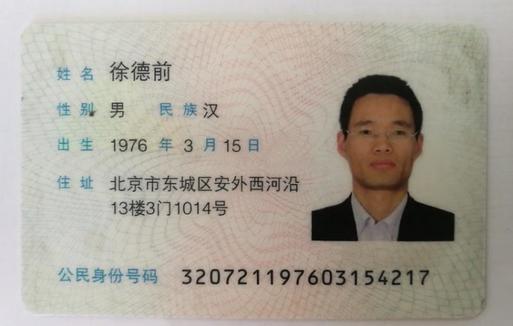 姓名 徐德前
性别 男 民族 汉
出生 1976 年 3 月 15 日
住址 北京市东城区安外西河沿
13楼3门1014号
公民身份号码 320721197603154217